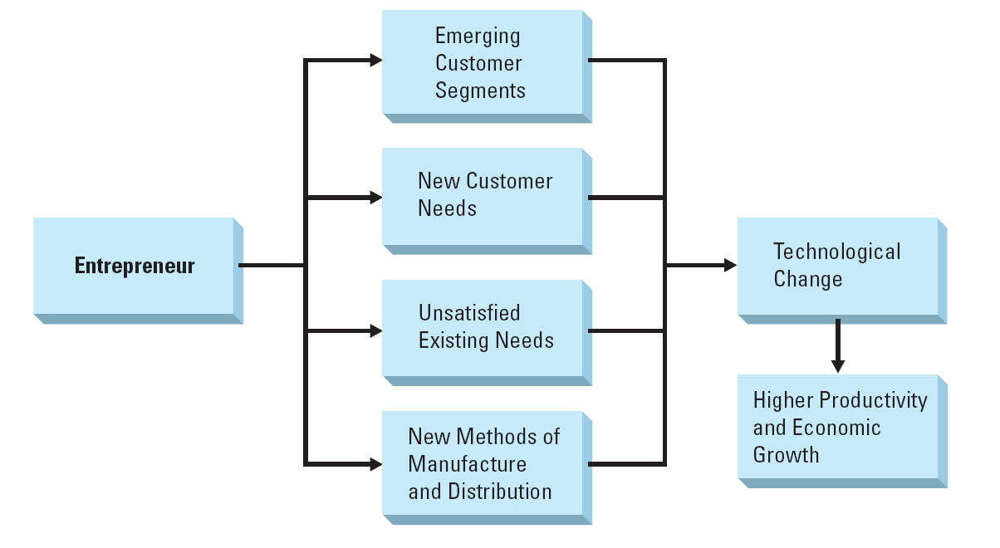 Emerging
Customer
Segments
New Customer
Needs
Entrepreneur
Unsatisfied
Existing Needs
New Methods of
Manufacture
and Distribution
Technological
Change
Higher Productivity
and Economic
Growth